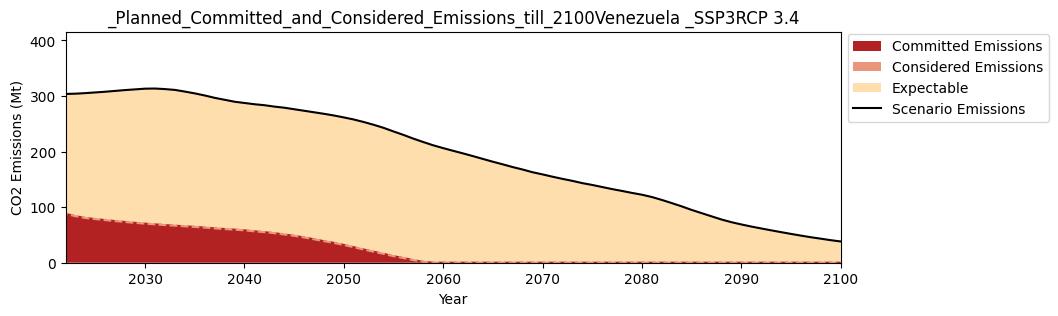 _Planned_Committed_and_Considered_Emissions_till_2100Venezuela _SSP3RCP 3.4
400
300
200
100
0
CO2 Emissions (Mt)
2030 2040 2050 2060 2070 2080 2090 2100
Year
Committed Emissions
Considered Emissions
Expectable
Scenario Emissions